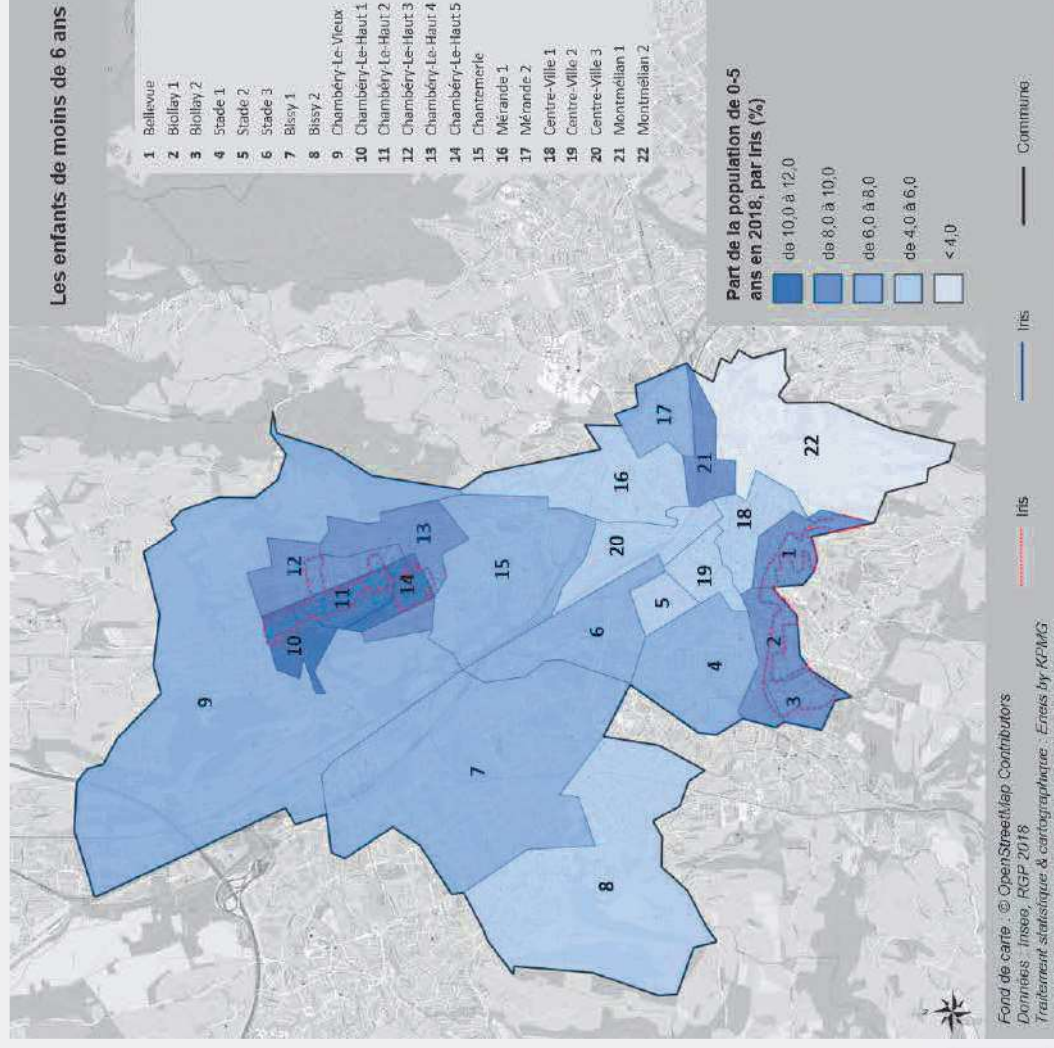 Les enfants de moins de 6 ans
1 Bellevue
2 Biollay 1
3 Biollay 2
4 Stade 1
5 Stade 2
6 Stade 3
7 Bissy 1
8 Bissy 2
9 Chambéry-Le-Vieux
10 Chambéry-Le-Haut 1
11 Chambéry-Le-Haut 2
12 Chambéry-Le-Haut 3
13 Chambéry-Le-Haut 4
14 Chambéry-Le-Haut 5
15 Chantemerle
16 Mérande 1
17 Mérande 2
18 Centre-Ville 1
19 Centre-Ville 2
20 Centre-Ville 3
21 Montmélian 1
22 Montmélian 2
9
12
10
11
13
14
15
7
6
20
16
17
5
8
4
19
18
21
22
2
1
3
Part de la population de 0-5
ans en 2018, par Iris (%)
de 10,0 à 12,0
de 8,0 à 10,0
de 6,0 à 8,0
de 4,0 à 6,0
< 4,0
Fond de carte : © OpenStreetMap Contributors
Données : Insee, RGP 2018
Traitement statistique & cartographique : Eneis by KPMG
Iris
Iris
Commune